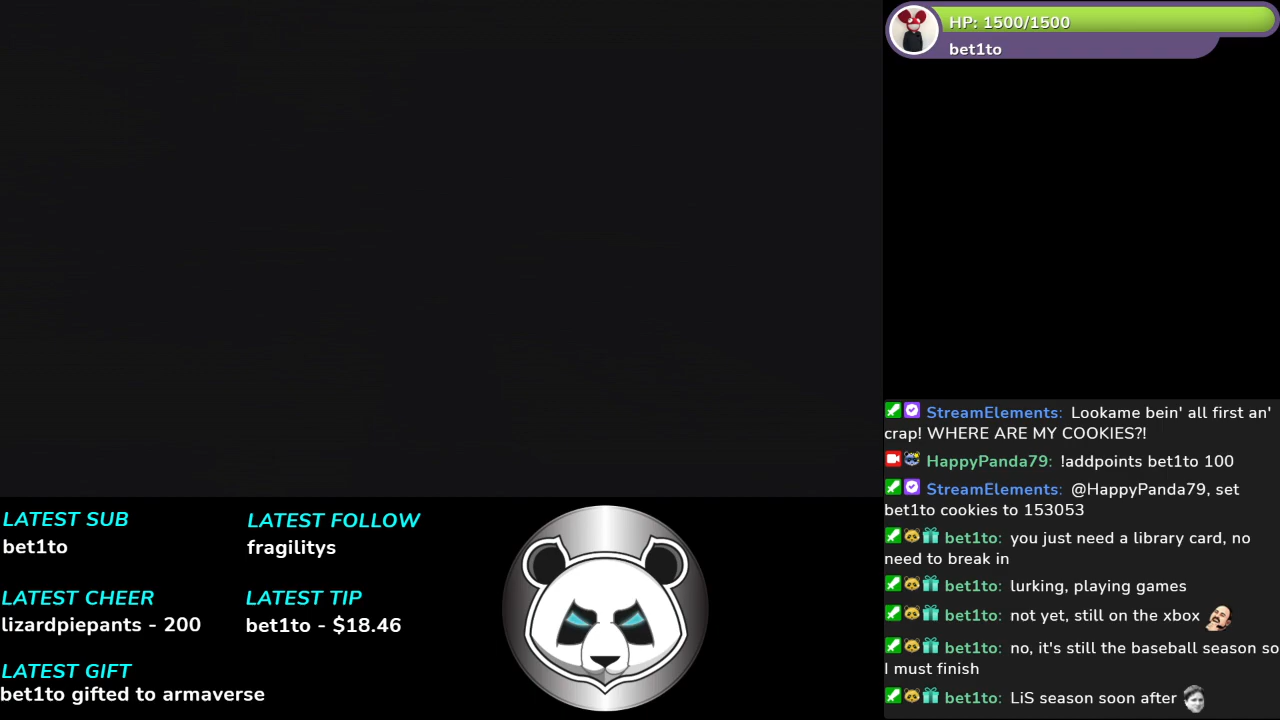 HP: 1500/1500
bet1to
StreamElements: Lookame bein' all first an'
crap! WHERE ARE MY COOKIES?!
HappyPanda79: !addpoints bet1to 100
StreamElements: @HappyPanda79, set
bet1to cookies to 153053
bet1to: you just need a library card, no
need to break in
bet1to: lurking, playing games
bet1to: not yet, still on the xbox
bet1to: no, it's still the baseball season so
I must finish
bet1to: LiS season soon after
LATEST SUB
bet1to
LATEST FOLLOW
fragilitys
LATEST CHEER
lizardpiepants - 200
LATEST TIP
bet1to - $18.46
LATEST GIFT
bet1to gifted to armaverse